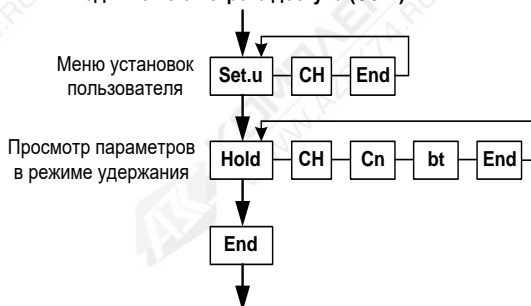 Меню установок
пользователя
Set.u CH End
Просмотр параметров
в режиме удержания
Hold CH Cn bt End
End